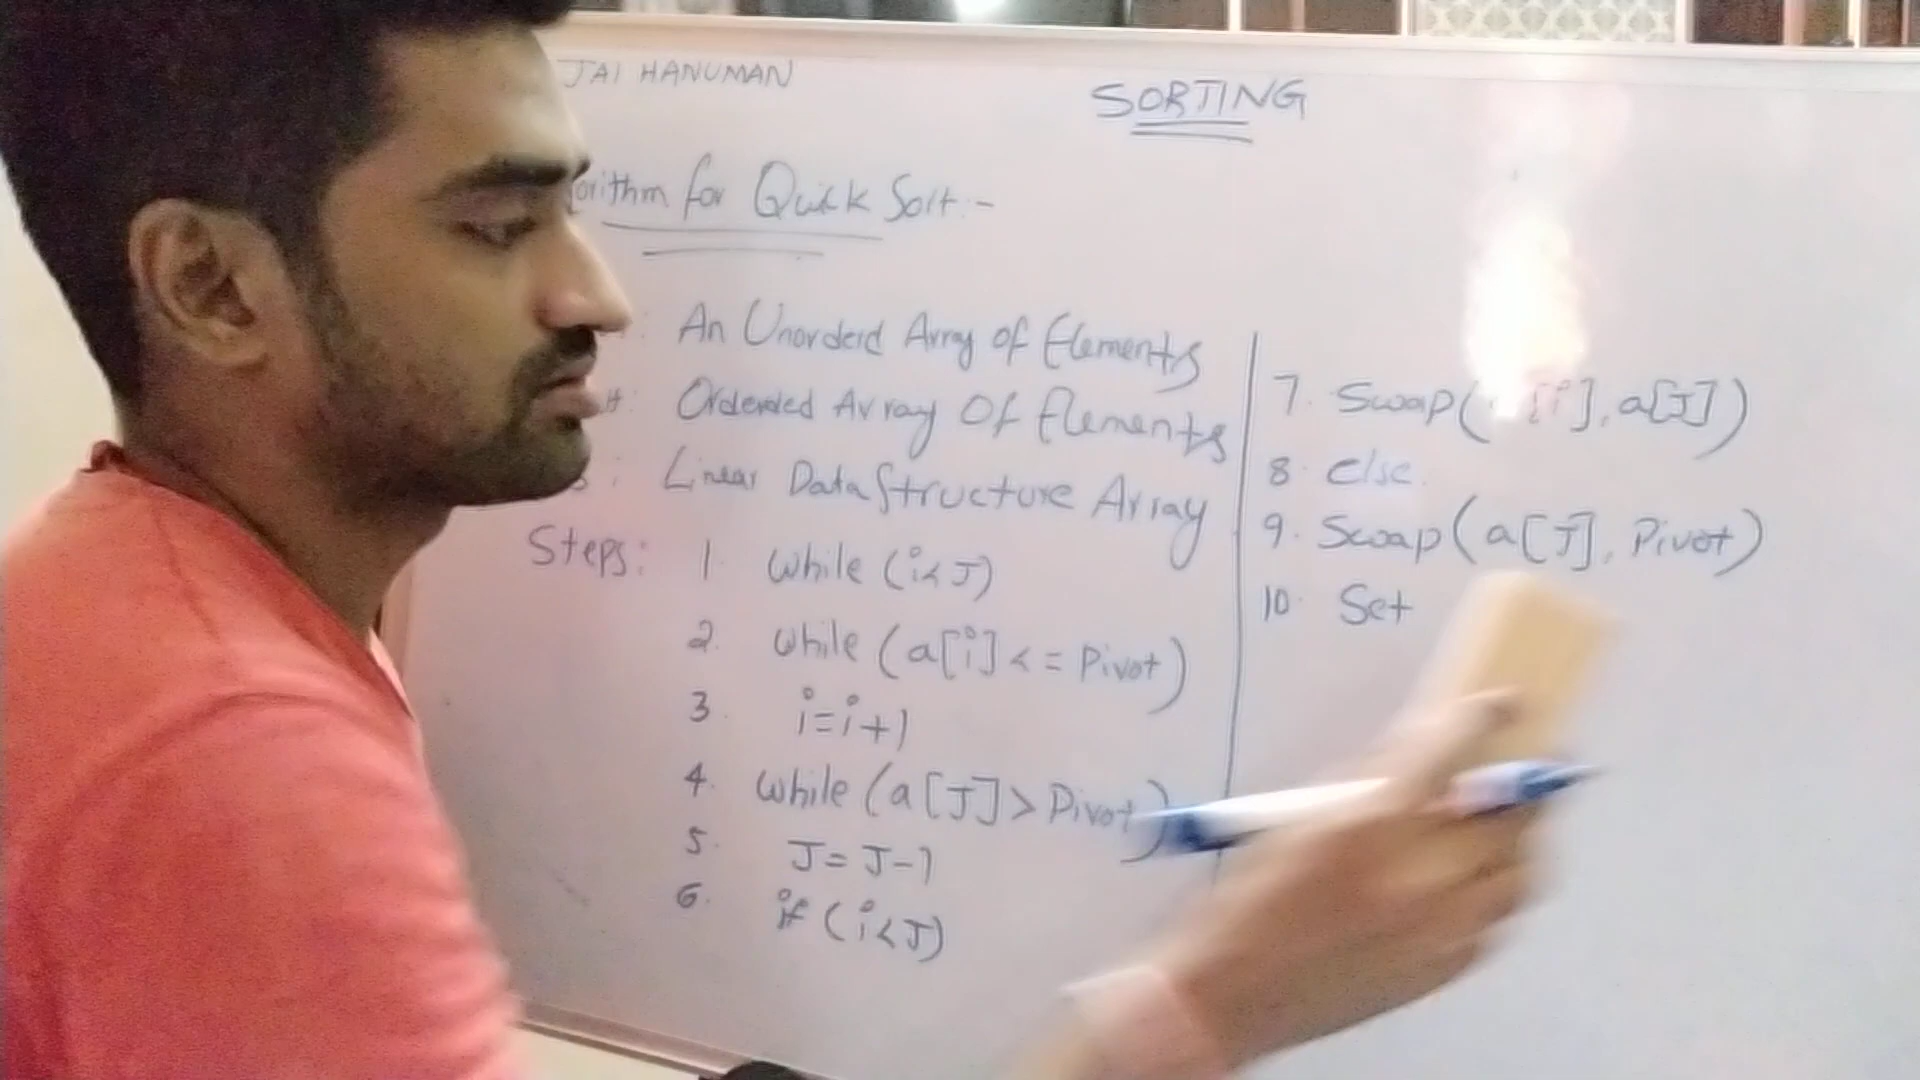 JAI HANUMAN
SORTING
orithm for Quick Sort:-
: An Unorderd Array Of Elements
: Orderded Array Of Elements
: Linear Data Structure Array
Steps: 1. While (i<J)
2. While (a[i] <= Pivot)
3. i=i+1
4. While (a[J] > Pivot)
5. J = J-1
6. if (i<J)
7. Swap( [i], a[J])
8. else
9. Swap(a[J], Pivot)
10. Set